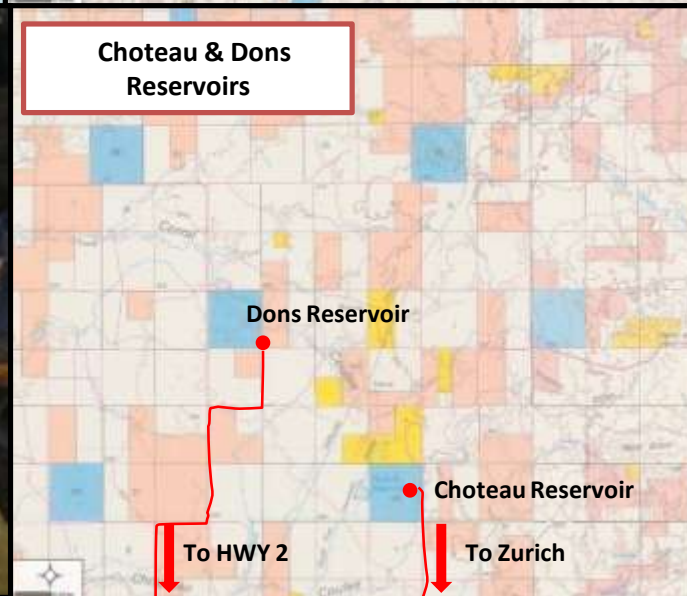 Choteau & Dons
Reservoirs
Dons Reservoir
Choteau Reservoir
To HWY 2
To Zurich